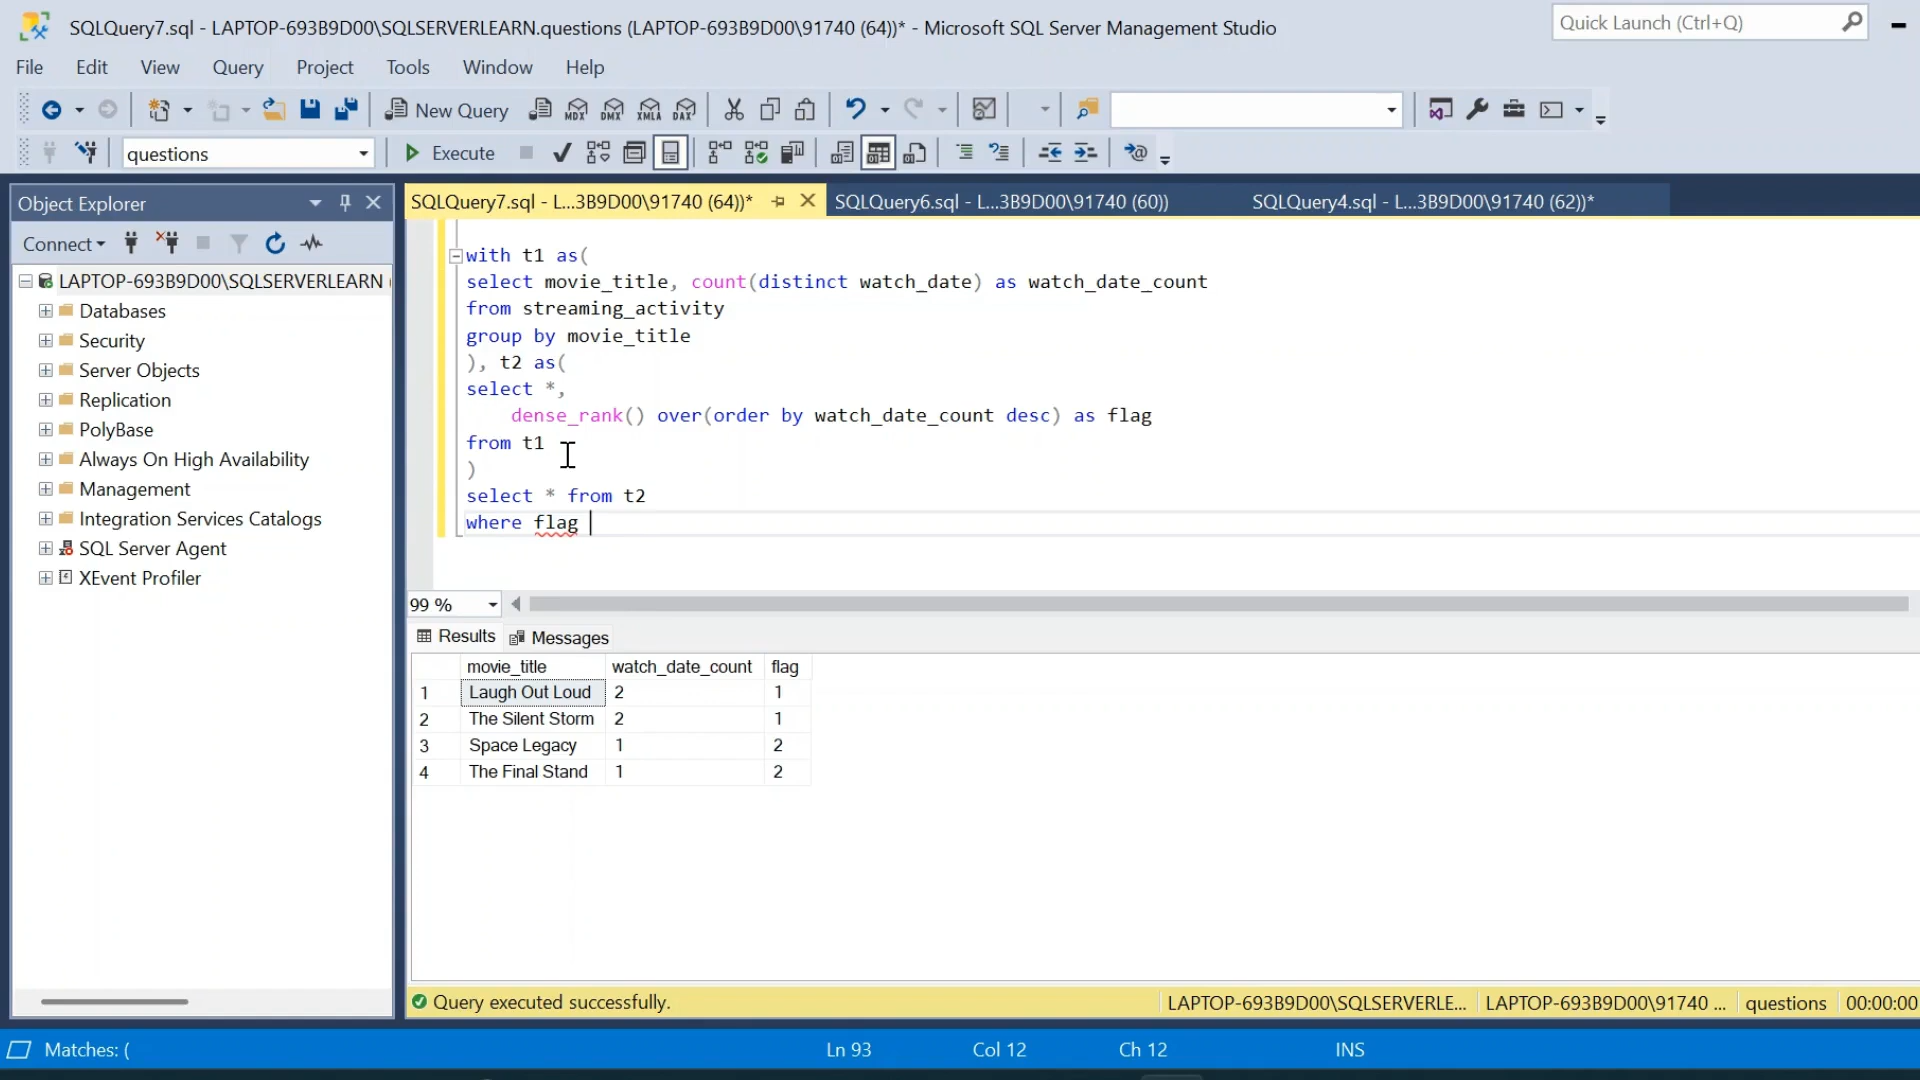 SQLQuery7.sql - LAPTOP-693B9D00\SQLSERVERLEARN.questions (LAPTOP-693B9D00\91740 (64))* - Microsoft SQL Server Management Studio
Quick Launch (Ctrl+Q)
File Edit View Query Project Tools Window Help
New Query MDX DMX XMLA DAX
questions Execute
Object Explorer
SQLQuery7.sql - L...3B9D00\91740 (64))* SQLQuery6.sql - L...3B9D00\91740 (60)) SQLQuery4.sql - L...3B9D00\91740 (62))*
Connect
LAPTOP-693B9D00\SQLSERVERLEARN (
Databases
Security
Server Objects
Replication
PolyBase
Always On High Availability
Management
Integration Services Catalogs
SQL Server Agent
XEvent Profiler
with t1 as(
select movie_title, count(distinct watch_date) as watch_date_count
from streaming_activity
group by movie_title
), t2 as(
select *,
dense_rank() over(order by watch_date_count desc) as flag
from t1
)
select * from t2
where flag
99 %
Results Messages
movie_title watch_date_count flag
1 Laugh Out Loud 2 1
2 The Silent Storm 2 1
3 Space Legacy 1 2
4 The Final Stand 1 2
Query executed successfully. LAPTOP-693B9D00\SQLSERVERLE... LAPTOP-693B9D00\91740 ... questions 00:00:00
Matches: ( Ln 93 Col 12 Ch 12 INS